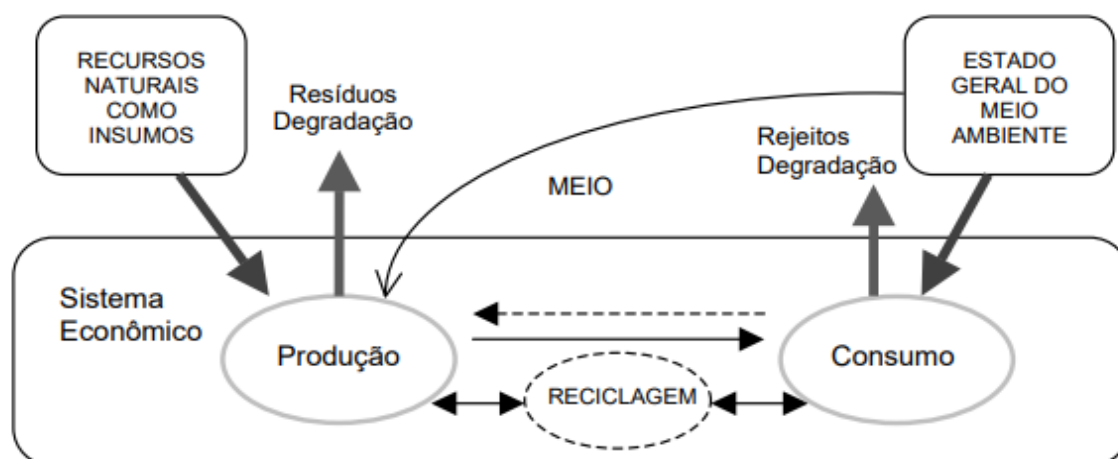 RECURSOS
NATURAIS
COMO
INSUMOS
Resíduos
Degradação
MEIO
Rejeitos
Degradação
ESTADO
GERAL DO
MEIO
AMBIENTE
Sistema
Econômico
Produção
Consumo
RECICLAGEM